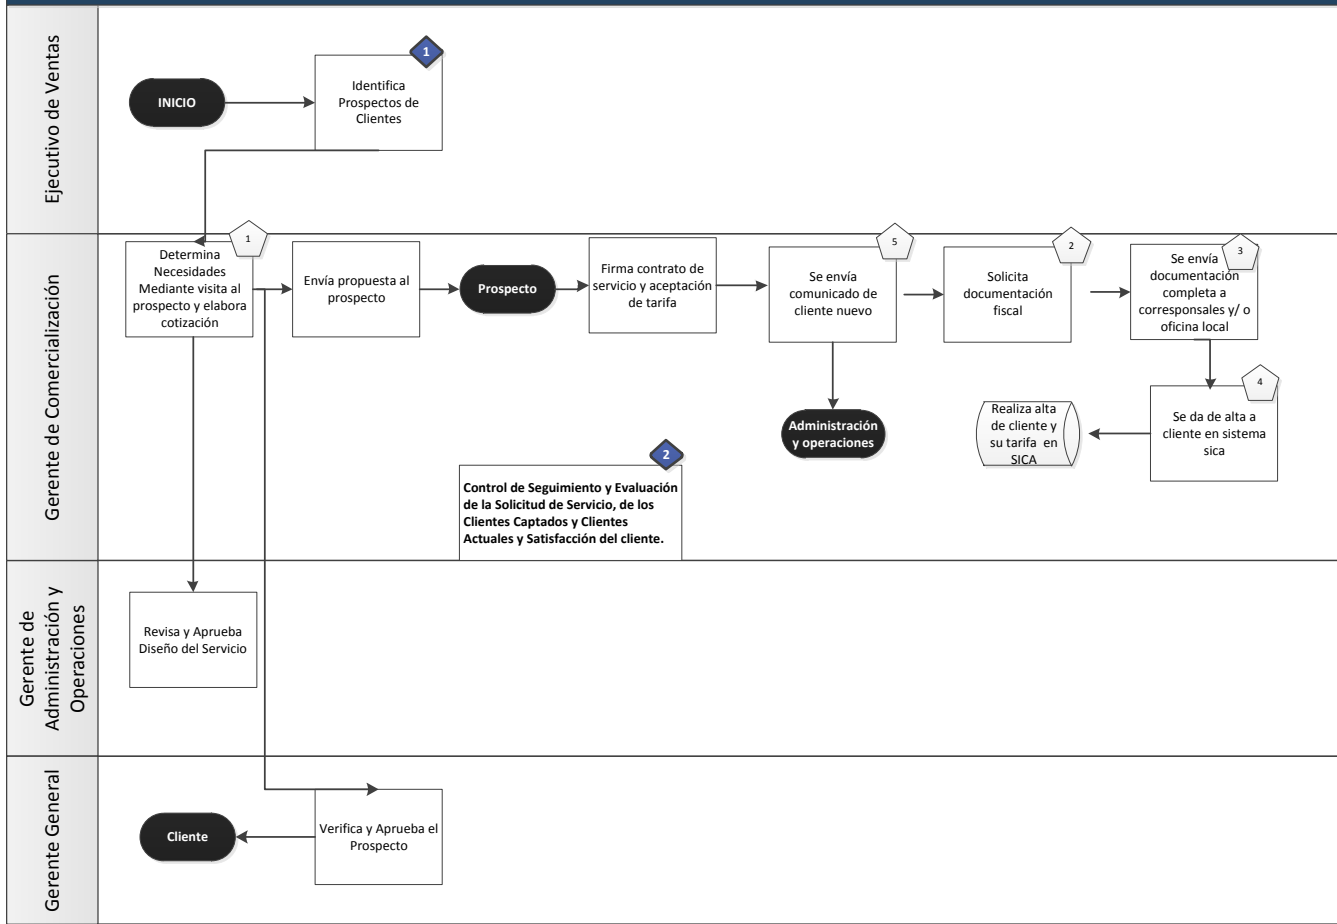 Ejecutivo de Ventas
INICIO
1
Identifica
Prospectos de
Clientes
Gerente de Comercialización
1
Determina
Necesidades
Mediante visita al
prospecto y elabora
cotización
Envía propuesta al
prospecto
Prospecto
Firma contrato de
servicio y aceptación
de tarifa
5
Se envía
comunicado de
cliente nuevo
2
Solicita
documentación
fiscal
3
Se envía
documentación
completa a
corresponsales y/ o
oficina local
Administración
y operaciones
Realiza alta
de cliente y
su tarifa en
SICA
4
Se da de alta a
cliente en sistema
sica
2
Control de Seguimiento y Evaluación
de la Solicitud de Servicio, de los
Clientes Captados y Clientes
Actuales y Satisfacción del cliente.
Gerente de
Administración y
Operaciones
Revisa y Aprueba
Diseño del Servicio
Gerente General
Cliente
Verifica y Aprueba el
Prospecto